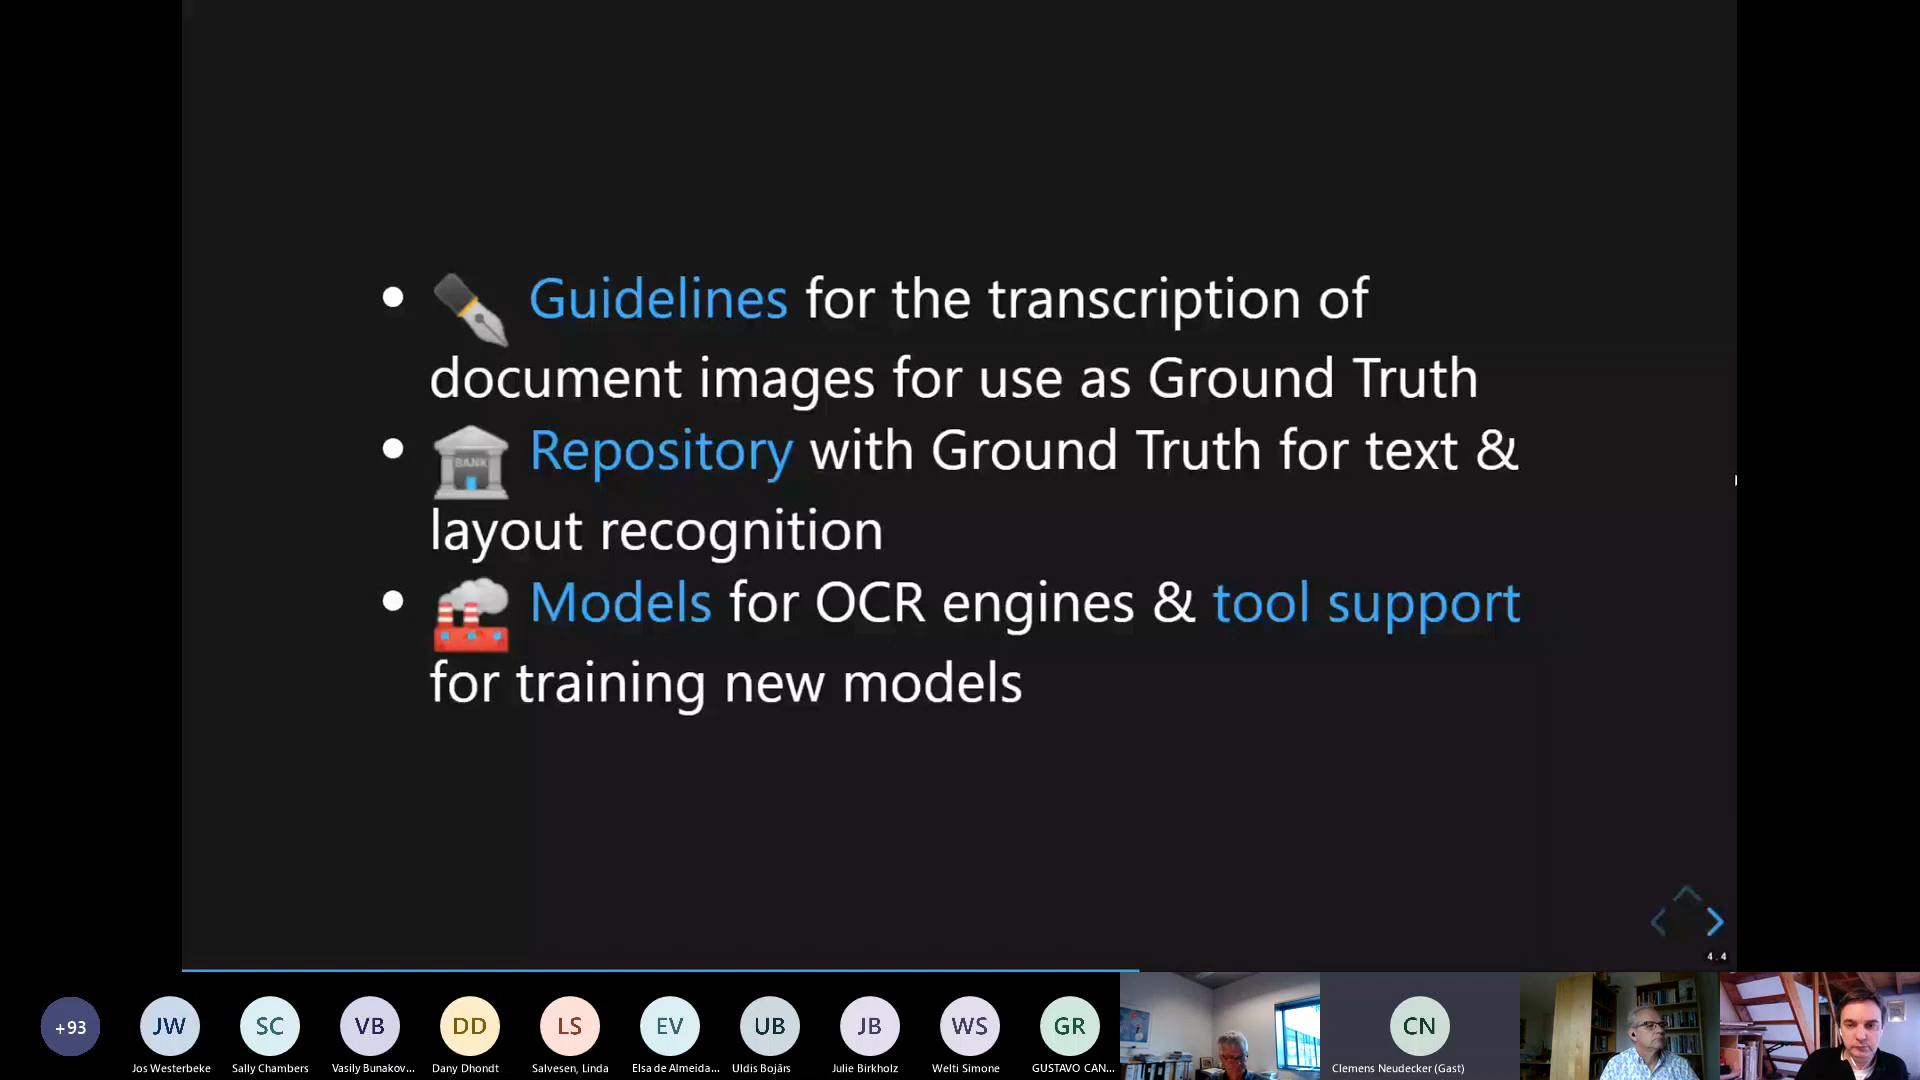 Guidelines for the transcription of
document images for use as Ground Truth
BANK
Repository with Ground Truth for text &
layout recognition
Models for OCR engines & tool support
for training new models
4.4
+93
JW
SC
VB
DD
LS
EV
UB
JB
WS
GR
CN
Jos Westerbeke
Sally Chambers
Vasily Bunakov...
Dany Dhondt
Salvesen, Linda
Elsa de Almeida...
Uldis Bojārs
Julie Birkholz
Welti Simone
GUSTAVO CAN...
Clemens Neudecker (Gast)